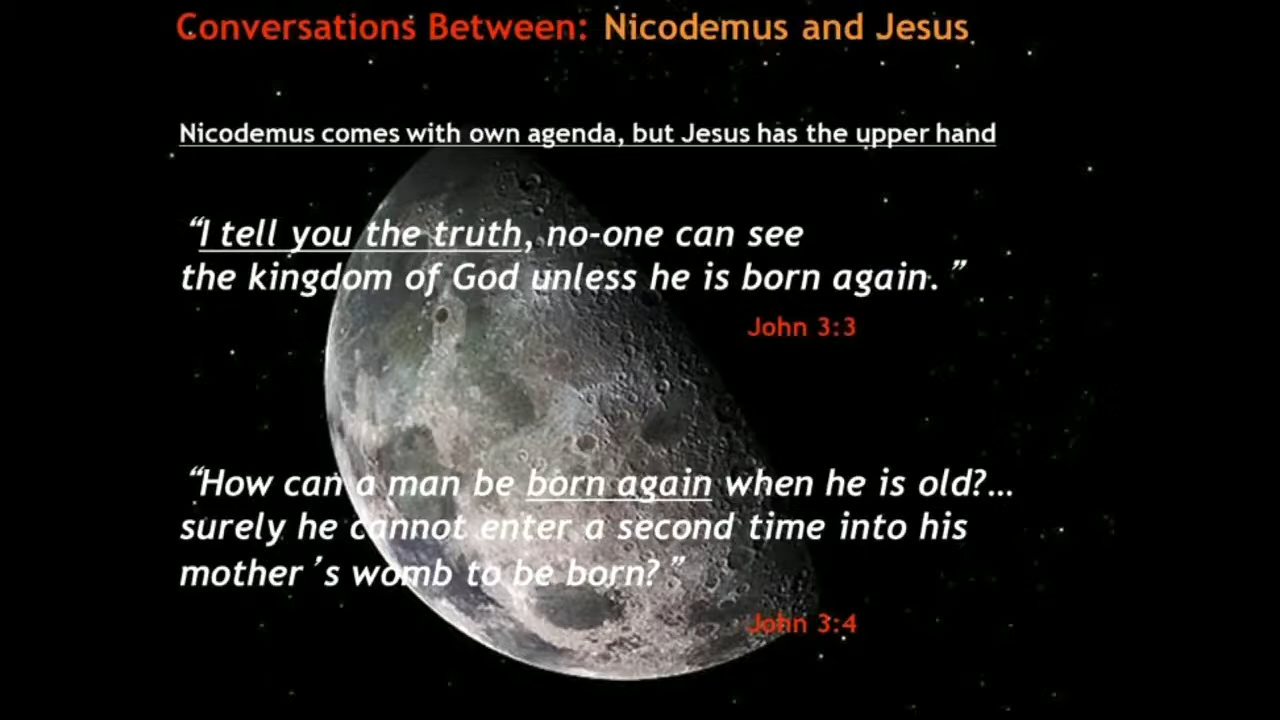 Conversations Between: Nicodemus and Jesus
Nicodemus comes with own agenda, but Jesus has the upper hand
“I tell you the truth, no-one can see
the kingdom of God unless he is born again.”
John 3:3
“How can a man be born again when he is old?...
surely he cannot enter a second time into his
mother’s womb to be born?”
John 3:4